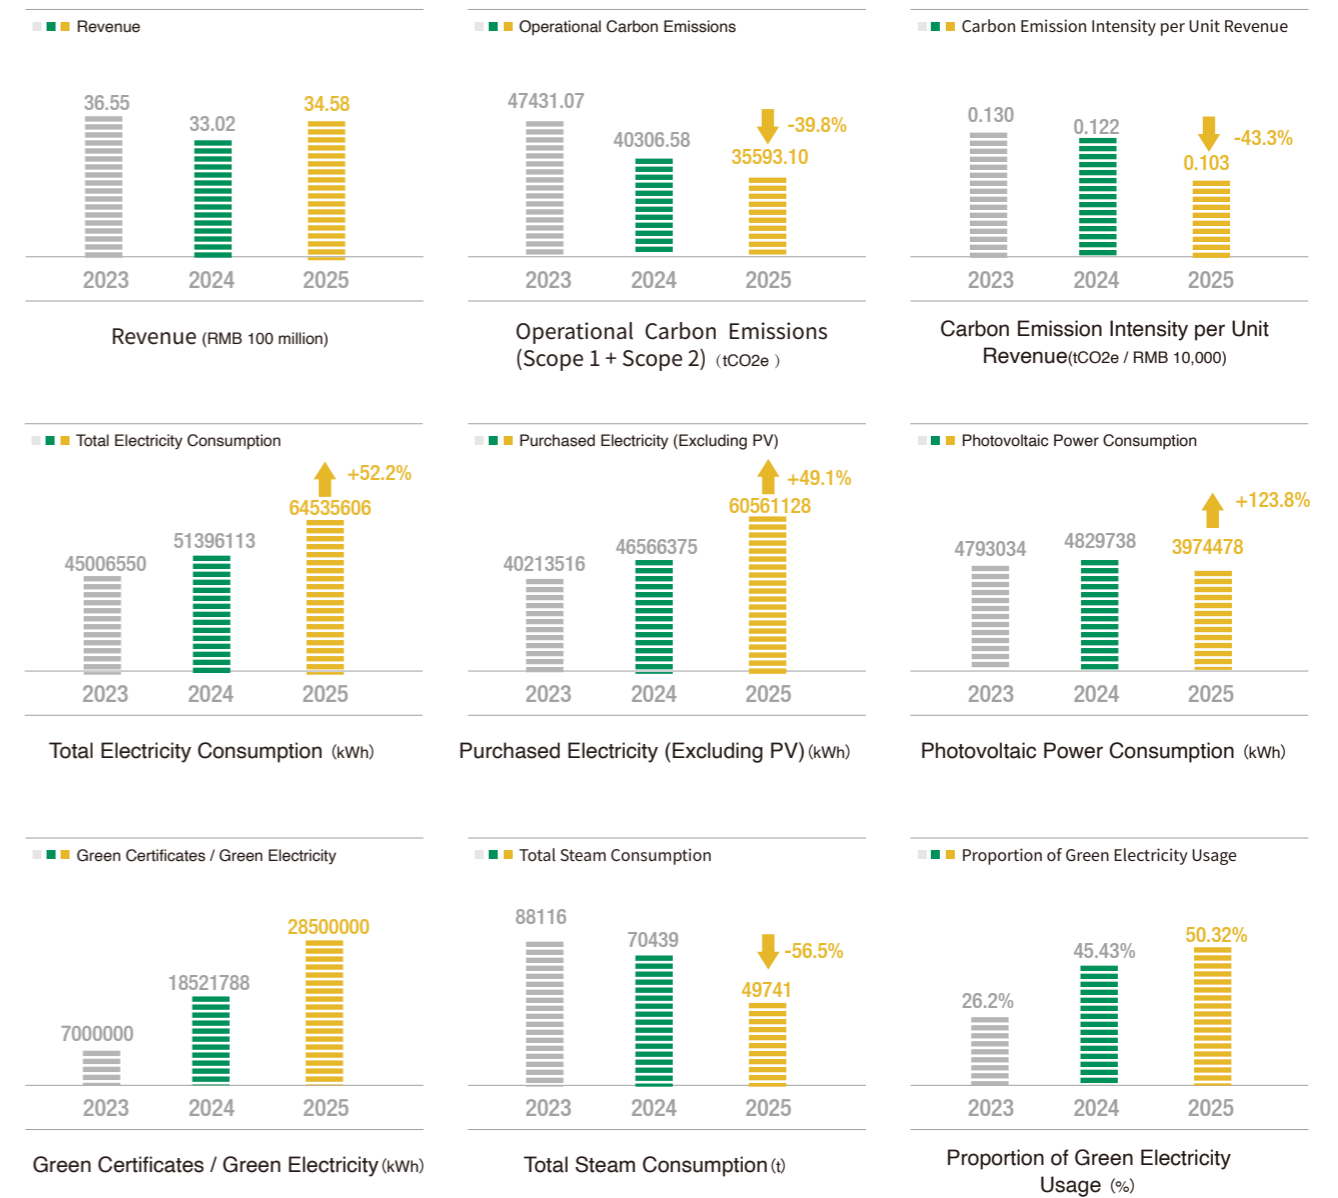 Revenue
36.55
33.02
34.58
2023
2024
2025
Revenue (RMB 100 million)
Operational Carbon Emissions
47431.07
40306.58
-39.8%
35593.10
2023
2024
2025
Operational Carbon Emissions
(Scope 1 + Scope 2) (tCO2e )
Carbon Emission Intensity per Unit Revenue
0.130
0.122
-43.3%
0.103
2023
2024
2025
Carbon Emission Intensity per Unit
Revenue(tCO2e / RMB 10,000)
Total Electricity Consumption
45006550
51396113
+52.2%
64535606
2023
2024
2025
Total Electricity Consumption (kWh)
Purchased Electricity (Excluding PV)
40213516
46566375
+49.1%
60561128
2023
2024
2025
Purchased Electricity (Excluding PV) (kWh)
Photovoltaic Power Consumption
4793034
4829738
+123.8%
3974478
2023
2024
2025
Photovoltaic Power Consumption (kWh)
Green Certificates / Green Electricity
7000000
18521788
28500000
2023
2024
2025
Green Certificates / Green Electricity (kWh)
Total Steam Consumption
88116
70439
-56.5%
49741
2023
2024
2025
Total Steam Consumption (t)
Proportion of Green Electricity Usage
26.2%
45.43%
50.32%
2023
2024
2025
Proportion of Green Electricity
Usage (%)